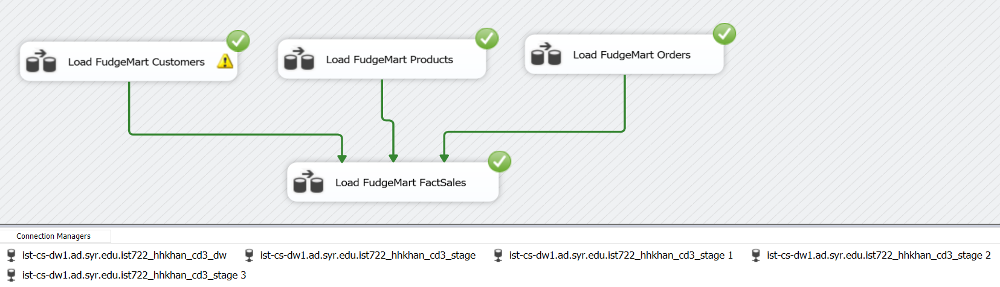 Load FudgeMart Customers
Load FudgeMart Products
Load FudgeMart Orders
Load FudgeMart FactSales
Connection Managers
ist-cs-dw1.ad.syr.edu.ist722_hhkhan_cd3_dw
ist-cs-dw1.ad.syr.edu.ist722_hhkhan_cd3_stage
ist-cs-dw1.ad.syr.edu.ist722_hhkhan_cd3_stage 1
ist-cs-dw1.ad.syr.edu.ist722_hhkhan_cd3_stage 2
ist-cs-dw1.ad.syr.edu.ist722_hhkhan_cd3_stage 3